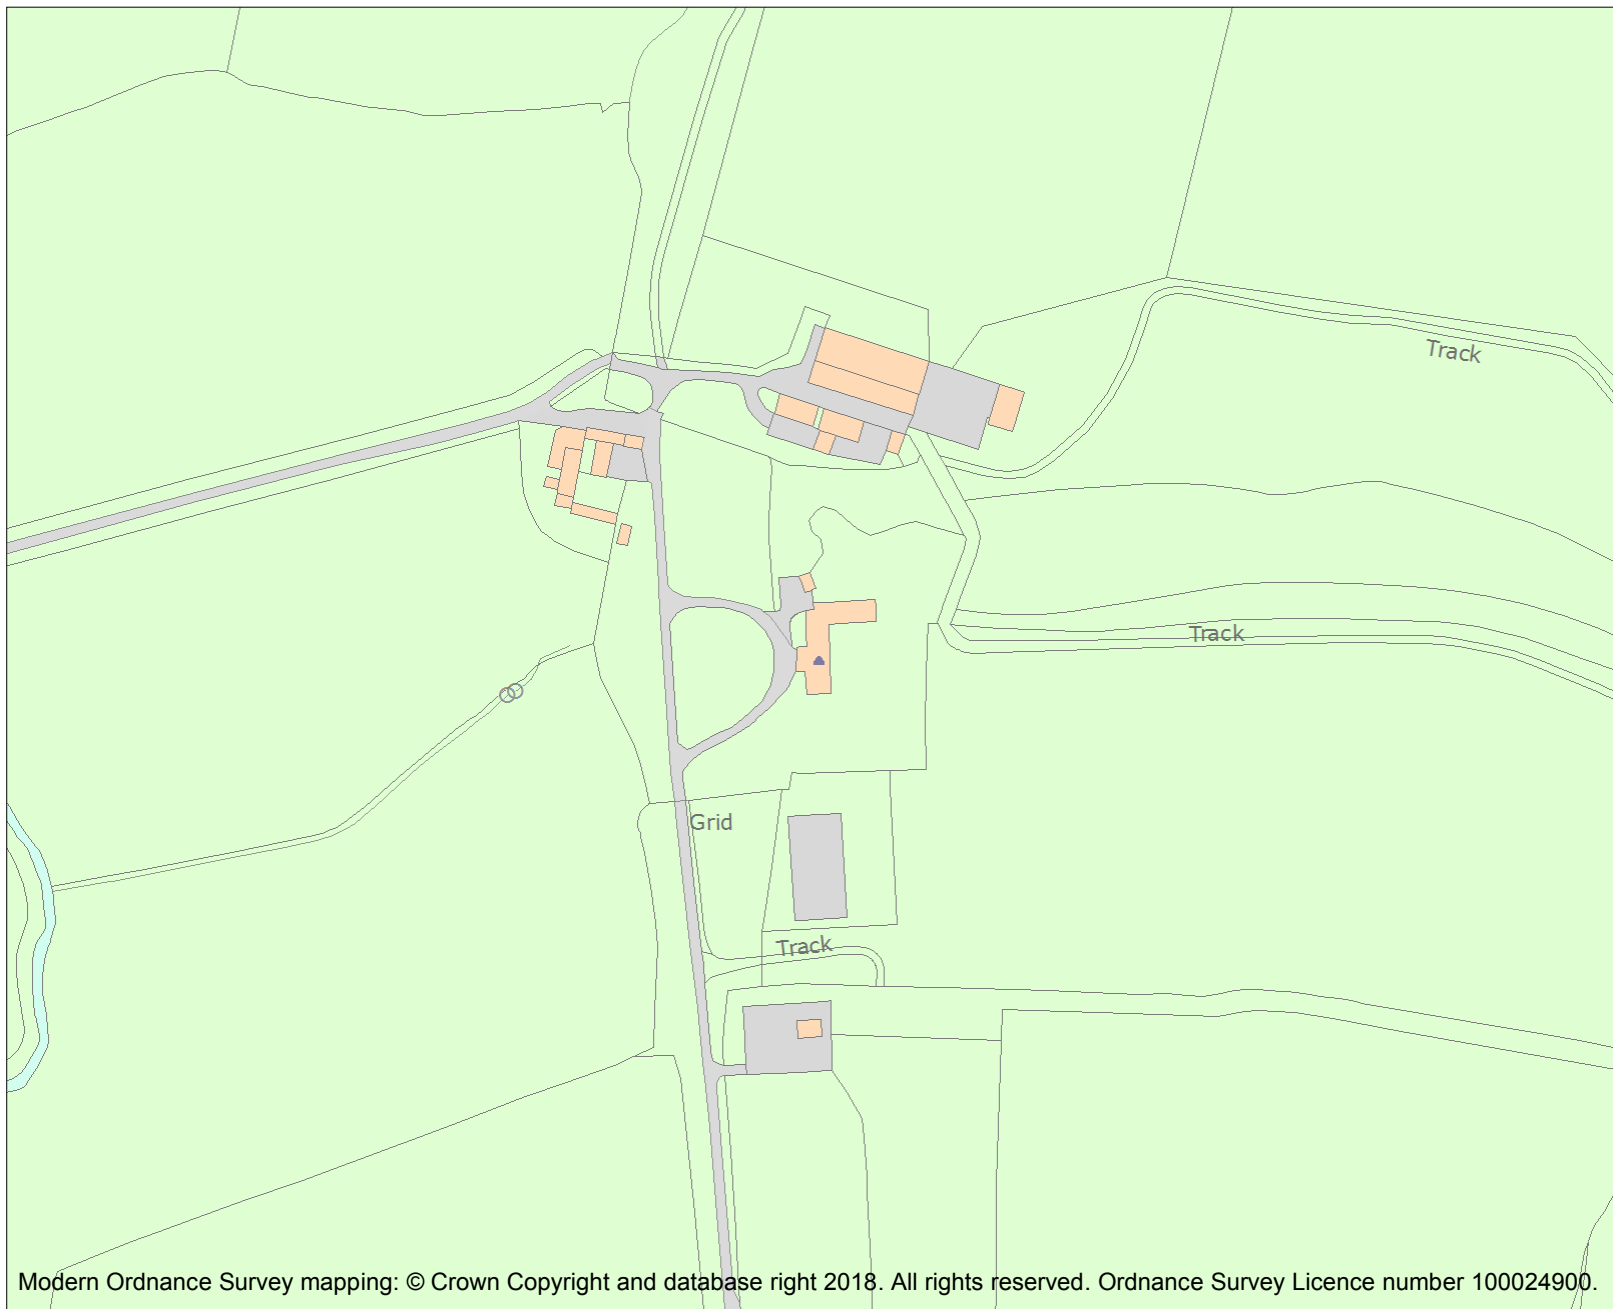 Track
Track
Grid
Track
Modern Ordnance Survey mapping: © Crown Copyright and database right 2018. All rights reserved. Ordnance Survey Licence number 100024900.